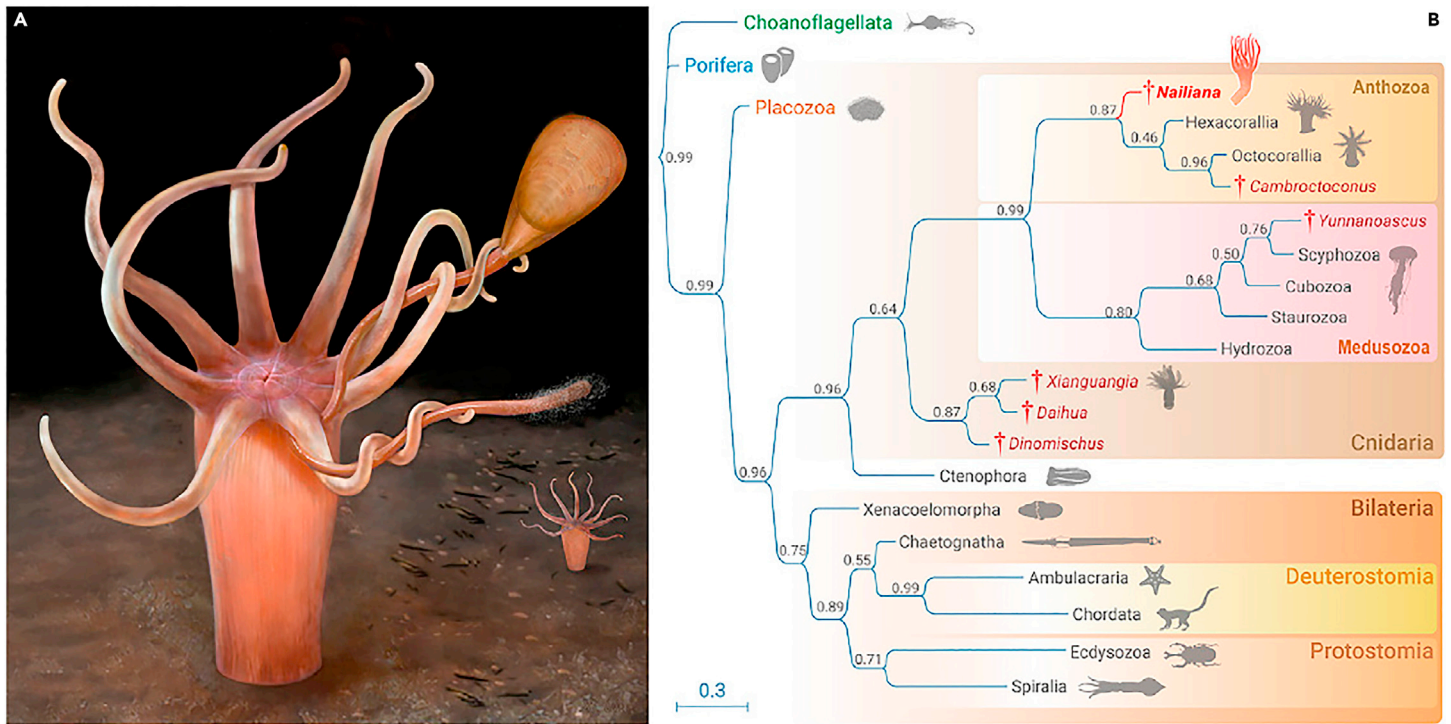 A
B
Choanoflagellata
Porifera
Placozoa
0.99
Anthozoa
†Nailiana
0.87
Hexacorallia
0.46
Octocorallia
0.96
† Cambroctoconus
0.99
† Yunnanoascus
0.76
Scyphozoa
0.50
Cubozoa
0.68
Staurozoa
0.80
Hydrozoa
Medusozoa
0.99
0.64
† Xianguangia
0.68
† Daihua
0.87
† Dinomischus
Cnidaria
0.96
Ctenophora
0.96
Bilateria
Xenacoelomorpha
0.75
Chaetognatha
0.55
Deuterostomia
Ambulacraria
0.99
Chordata
0.89
Protostomia
Ecdysozoa
0.71
Spiralia
0.3